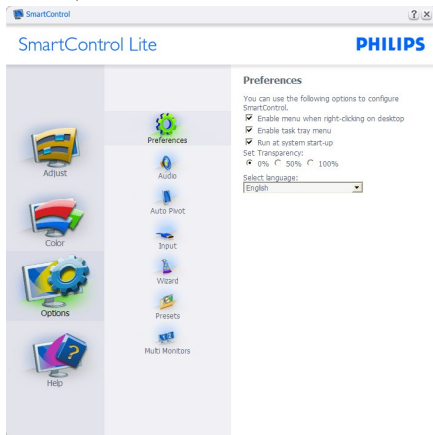 SmartControl
? ×
SmartControl Lite
PHILIPS
Adjust
Color
Options
Help
Preferences
Audio
Auto Pivot
Input
Wizard
Presets
Multi Monitors
Preferences
You can use the following options to configure
SmartControl.
Enable menu when right-clicking on desktop
Enable task tray menu
Run at system start-up
Set Transparency:
0% 50% 100%
Select language:
English